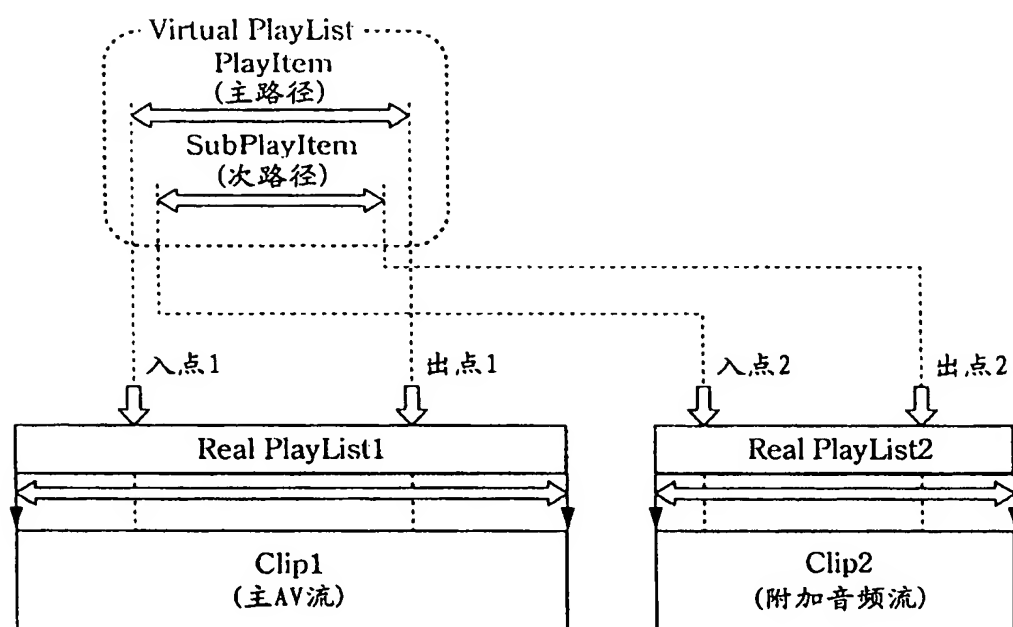 Virtual PlayList
PlayItem
(主路径)
SubPlayItem
(次路径)
入点1
出点1
入点2
出点2
Real PlayList1
Real PlayList2
Clip1
(主AV流)
Clip2
(附加音频流)